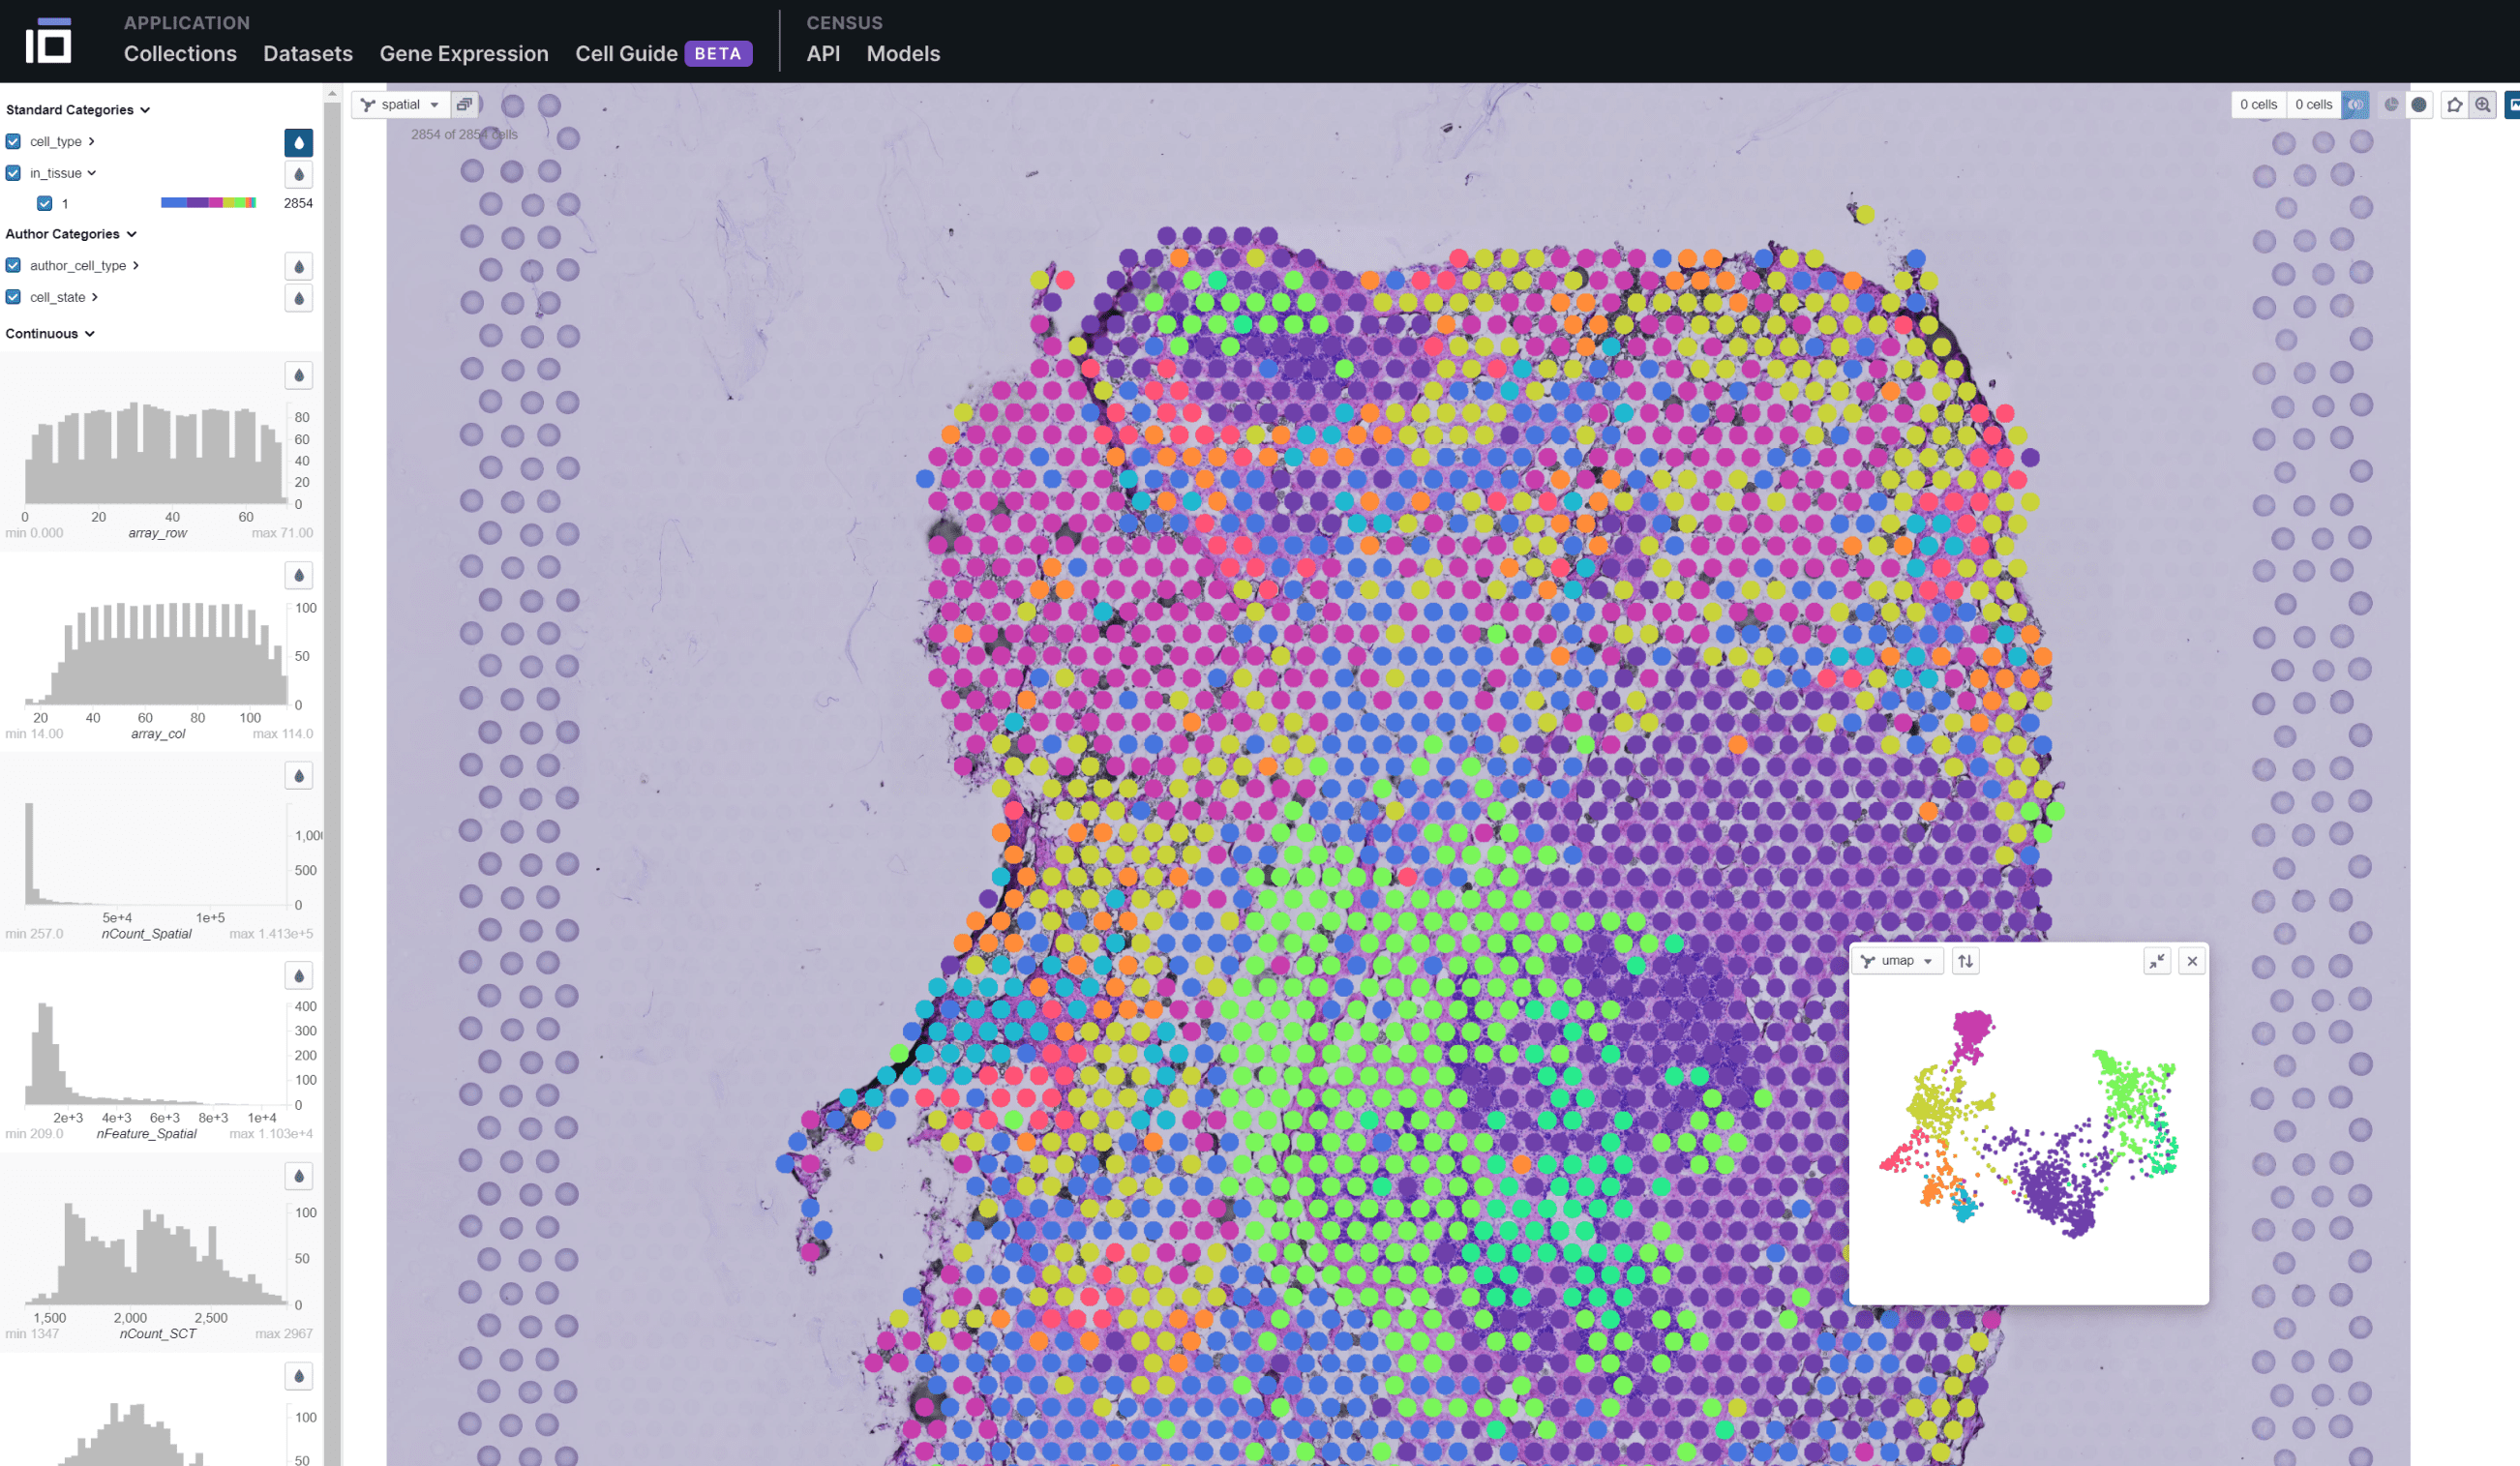 APPLICATION
Collections Datasets Gene Expression Cell Guide BETA
CENSUS
API Models
Standard Categories
cell_type
in_tissue
1 2854
Author Categories
author_cell_type
cell_state
Continuous
80
60
40
20
0
0 20 40 60
min 0.000 array_row max 71.00
100
50
0
20 40 60 80 100
min 14.00 array_col max 114.0
1,00
500
0
5e+4 1e+5
min 257.0 nCount_Spatial max 1.413e+5
400
300
200
100
0
2e+3 4e+3 6e+3 8e+3 1e+4
min 209.0 nFeature_Spatial max 1.103e+4
100
50
0
1,500 2,000 2,500
min 1347 nCount_SCT max 2967
100
50
spatial
2854 of 2854 cells
0 cells 0 cells
umap